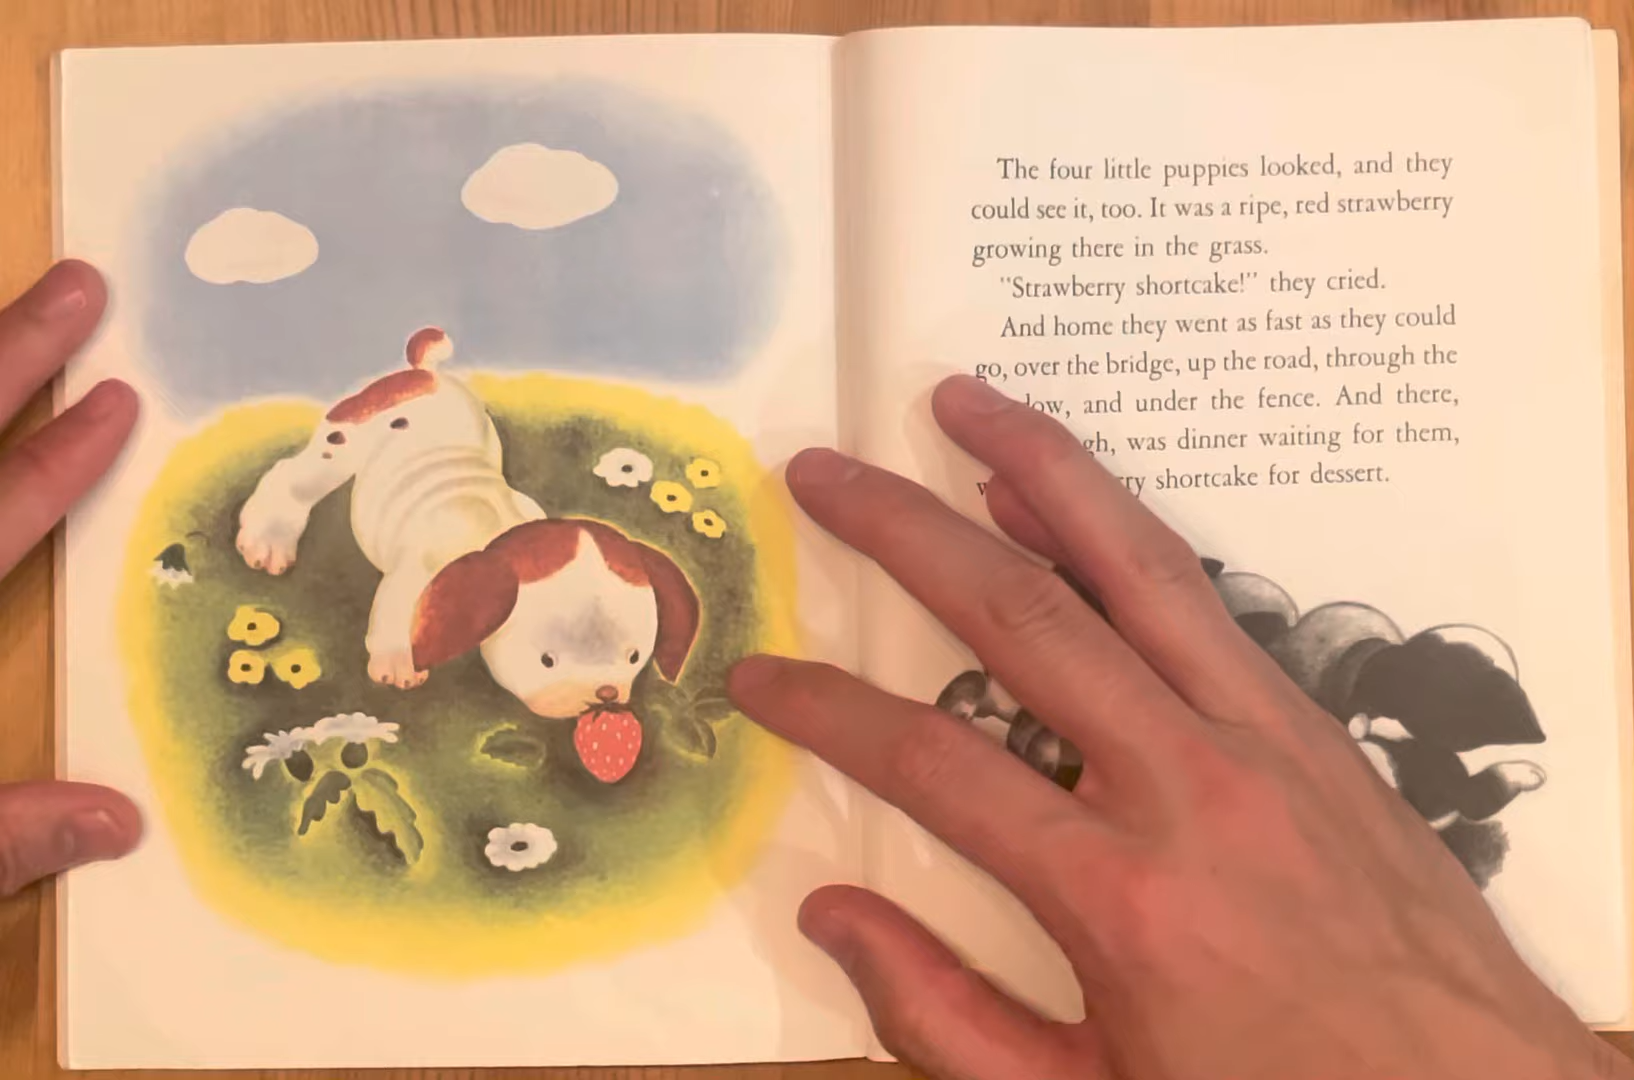 The four little puppies looked, and they
could see it, too. It was a ripe, red strawberry
growing there in the grass.
"Strawberry shortcake!" they cried.
And home they went as fast as they could
go, over the bridge, up the road, through the
and under the fence. And there,
was dinner waiting for them,
shortcake for dessert.